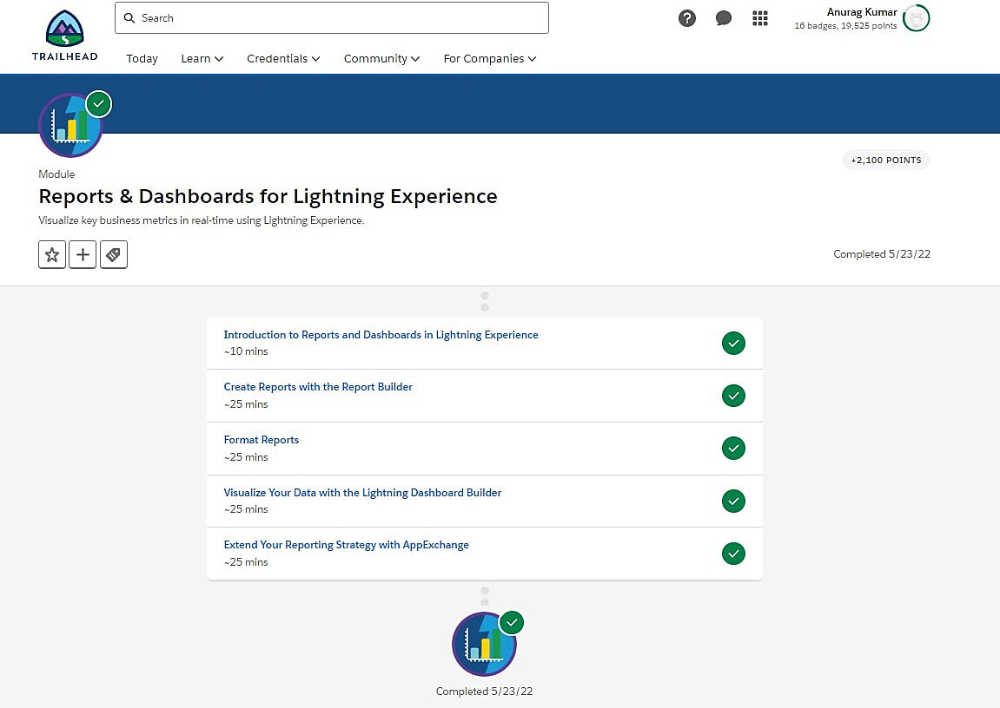 Search
Anurag Kumar
16 badges, 19,525 points
TRAILHEAD
Today Learn Credentials Community For Companies
+2,100 POINTS
Module
Reports & Dashboards for Lightning Experience
Visualize key business metrics in real-time using Lightning Experience.
Completed 5/23/22
Introduction to Reports and Dashboards in Lightning Experience
~10 mins
Create Reports with the Report Builder
~25 mins
Format Reports
~25 mins
Visualize Your Data with the Lightning Dashboard Builder
~25 mins
Extend Your Reporting Strategy with AppExchange
~25 mins
Completed 5/23/22